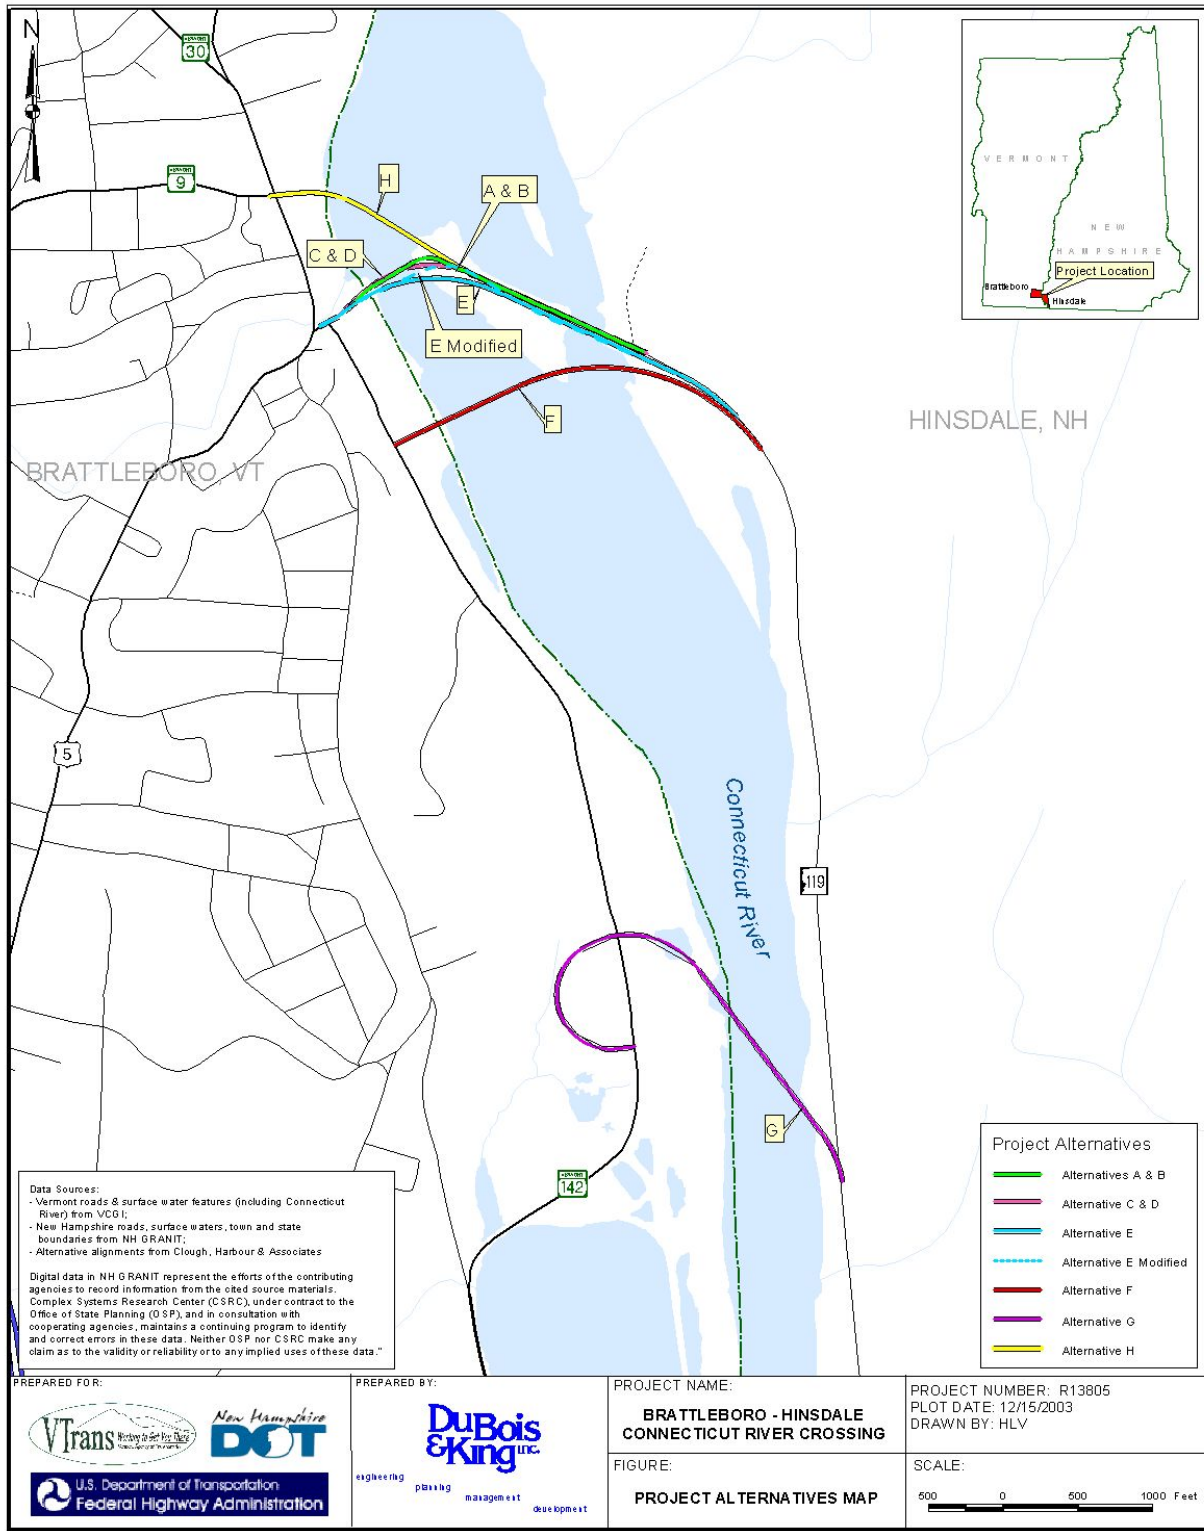 N
VERMONT
30
VERMONT
9
H
A & B
C & D
E
E Modified
F
VERMONT
NEW
HAMPSHIRE
Project Location
Brattleboro
Hinsdale
HINSDALE, NH
BRATTLEBORO, VT
5
Connecticut River
119
G
VERMONT
142
Project Alternatives
Alternatives A & B
Alternative C & D
Alternative E
Alternative E Modified
Alternative F
Alternative G
Alternative H
Data Sources:
- Vermont roads & surface water features (including Connecticut
River) from VCGI;
- New Hampshire roads, surface waters, town and state
boundaries from NH GRANIT;
- Alternative alignments from Clough, Harbour & Associates
Digital data in NH GRANIT represent the efforts of the contributing
agencies to record information from the cited source materials.
Complex Systems Research Center (CSRC), under contract to the
Office of State Planning (OSP), and in consultation with
cooperating agencies, maintains a continuing program to identify
and correct errors in these data. Neither OSP nor CSRC make any
claim as to the validity or reliability or to any implied uses of these data."
PREPARED FOR:
VTrans Working to Get You There
New Hampshire
DOT
U.S. Department of Transportation
Federal Highway Administration
PREPARED BY:
DuBois
&King inc.
engineering
planning
management
development
PROJECT NAME:
BRATTLEBORO - HINSDALE
CONNECTICUT RIVER CROSSING
FIGURE:
PROJECT ALTERNATIVES MAP
PROJECT NUMBER: R13805
PLOT DATE: 12/15/2003
DRAWN BY: HLV
SCALE:
500 0 500 1000 Feet